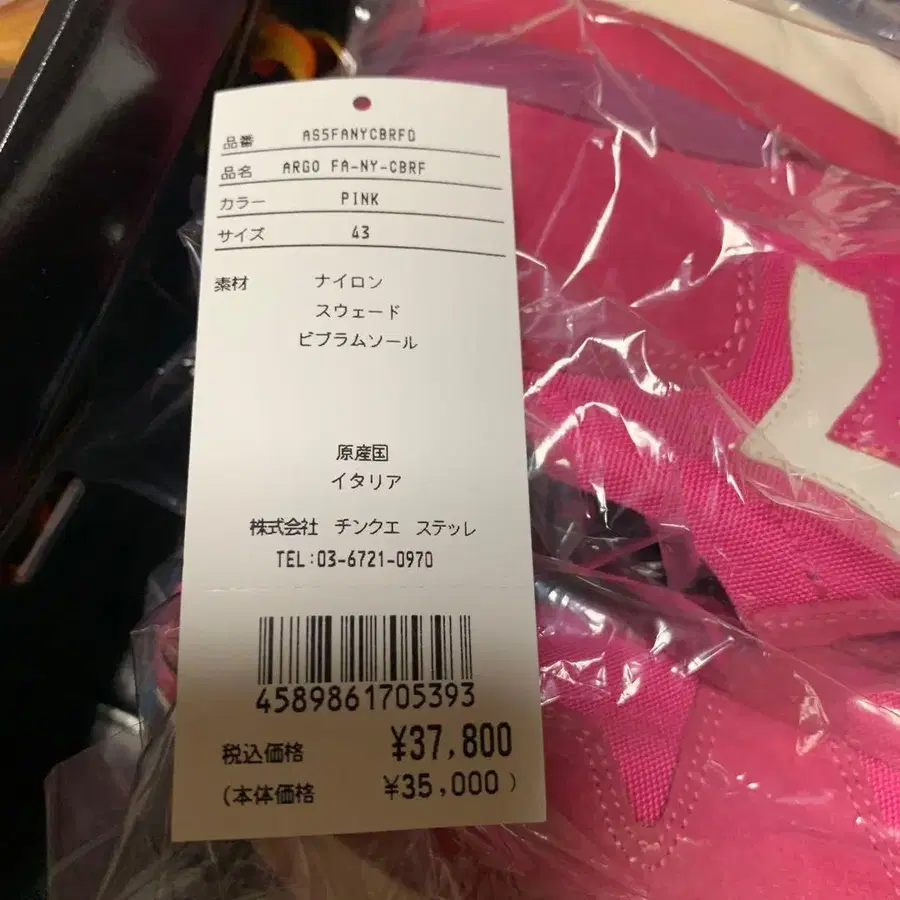 品番 AS5FANYCBRFO
品名 ARGO FA-NY-CBRF
カラー PINK
サイズ 43
素材 ナイロン
スウェード
ビブラムソール
原産国
イタリア
株式会社 チンクエ ステッレ
TEL:03-6721-0970
4589861705393
税込価格 ¥37,800
(本体価格 ¥35,000)